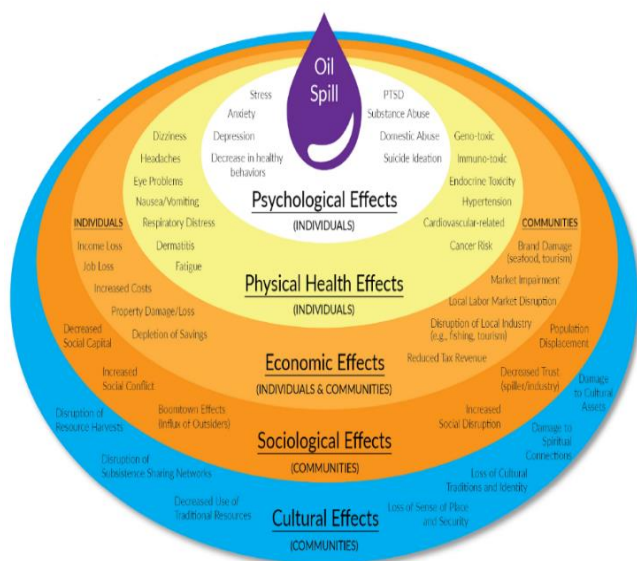 Oil
Spill
Stress
Anxiety
Depression
Decrease in healthy
behaviors
PTSD
Substance Abuse
Domestic Abuse
Suicide Ideation
Psychological Effects
(INDIVIDUALS)
Dizziness
Headaches
Eye Problems
Nausea/Vomiting
Respiratory Distress
Dermatitis
Fatigue
Geno-toxic
Immuno-toxic
Endocrine Toxicity
Hypertension
Cardiovascular-related
Cancer Risk
Physical Health Effects
(INDIVIDUALS)
INDIVIDUALS
Income Loss
Job Loss
Increased Costs
Property Damage/Loss
Depletion of Savings
COMMUNITIES
Brand Damage
(seafood, tourism)
Market Impairment
Local Labor Market Disruption
Disruption of Local Industry
(e.g., fishing, tourism)
Reduced Tax Revenue
Economic Effects
(INDIVIDUALS & COMMUNITIES)
Decreased
Social Capital
Increased
Social Conflict
Boomtown Effects
(Influx of Outsiders)
Population
Displacement
Decreased Trust
(spiller/industry)
Increased
Social Disruption
Sociological Effects
(COMMUNITIES)
Disruption of
Resource Harvests
Disruption of
Subsistence Sharing Networks
Decreased Use of
Traditional Resources
Damage
to Cultural
Assets
Damage to
Spiritual
Connections
Loss of Cultural
Traditions and Identity
Loss of Sense of Place
and Security
Cultural Effects
(COMMUNITIES)